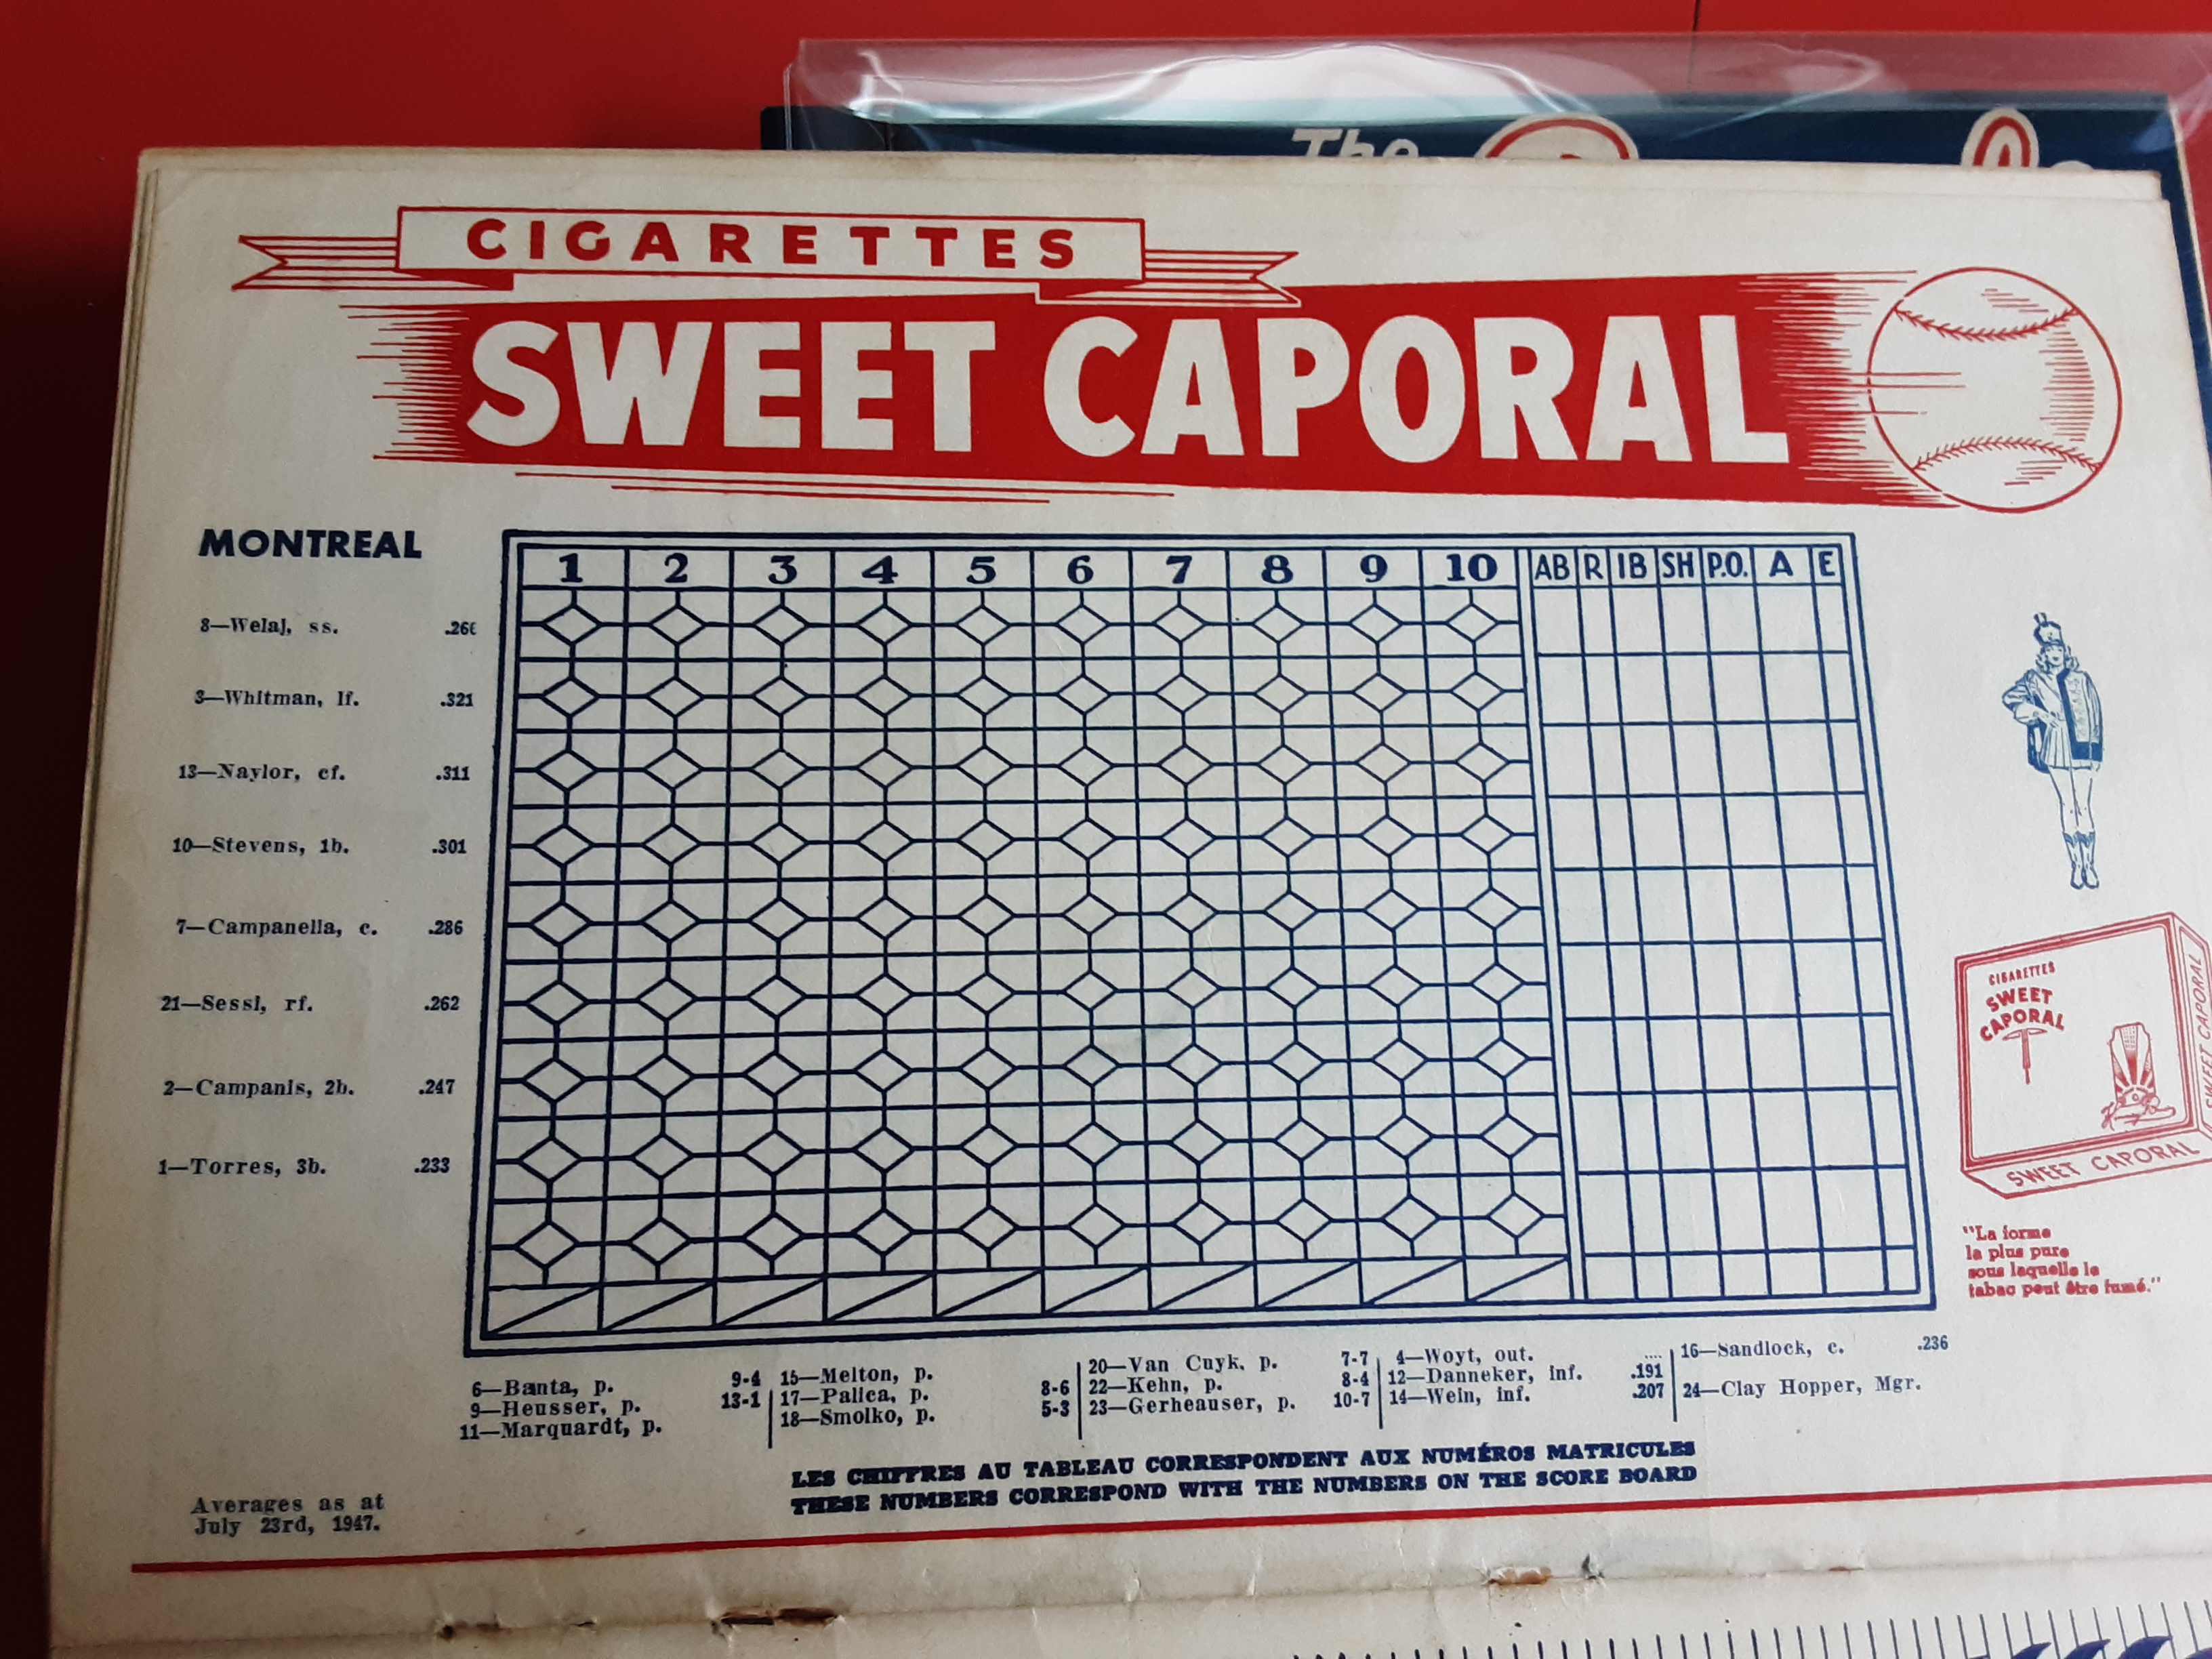 The
CIGARETTES
SWEET CAPORAL
MONTREAL
1 2 3 4 5 6 7 8 9 10 AB R IB SH P.O. A E
8—Welaj, ss. .266
3—Whitman, lf. .321
13—Naylor, cf. .311
10—Stevens, 1b. .301
7—Campanella, c. .286
21—Sessi, rf. .262
2—Campanis, 2b. .247
1—Torres, 3b. .233
CIGARETTES
SWEET
CAPORAL
SWEET CAPORAL
SWEET CAPORAL
"La forme
la plus pure
sous laquelle le
tabac peut être fumé."
6—Banta, p. 9-4
9—Heusser, p. 13-1
11—Marquardt, p.
15—Melton, p.
17—Palica, p. 8-6
18—Smolko, p. 5-3
20—Van Cuyk, p. 7-7
22—Kehn, p. 8-4
23—Gerheauser, p. 10-7
4—Woyt, out. ....
12—Danneker, inf. .191
14—Wein, inf. .207
16—Sandlock, c. .236
24—Clay Hopper, Mgr.
LES CHIFFRES AU TABLEAU CORRESPONDENT AUX NUMÉROS MATRICULES
THESE NUMBERS CORRESPOND WITH THE NUMBERS ON THE SCORE BOARD
Averages as at
July 23rd, 1947.